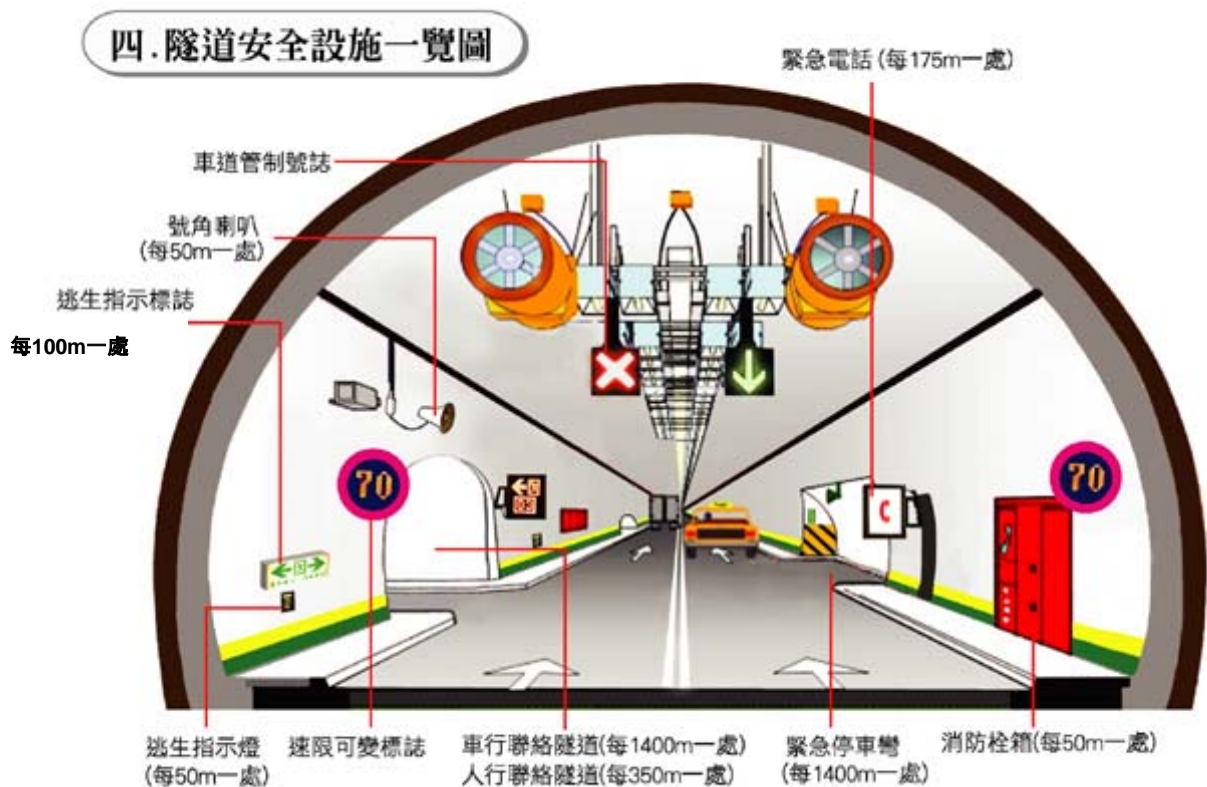 四.隧道安全設施一覽圖
緊急電話(每175m一處)
車道管制號誌
號角喇叭
(每50m一處)
逃生指示標誌
每100m一處
70
70
逃生指示燈
(每50m一處)
速限可變標誌
車行聯絡隧道(每1400m一處)
人行聯絡隧道(每350m一處)
緊急停車彎
(每1400m一處)
消防栓箱(每50m一處)